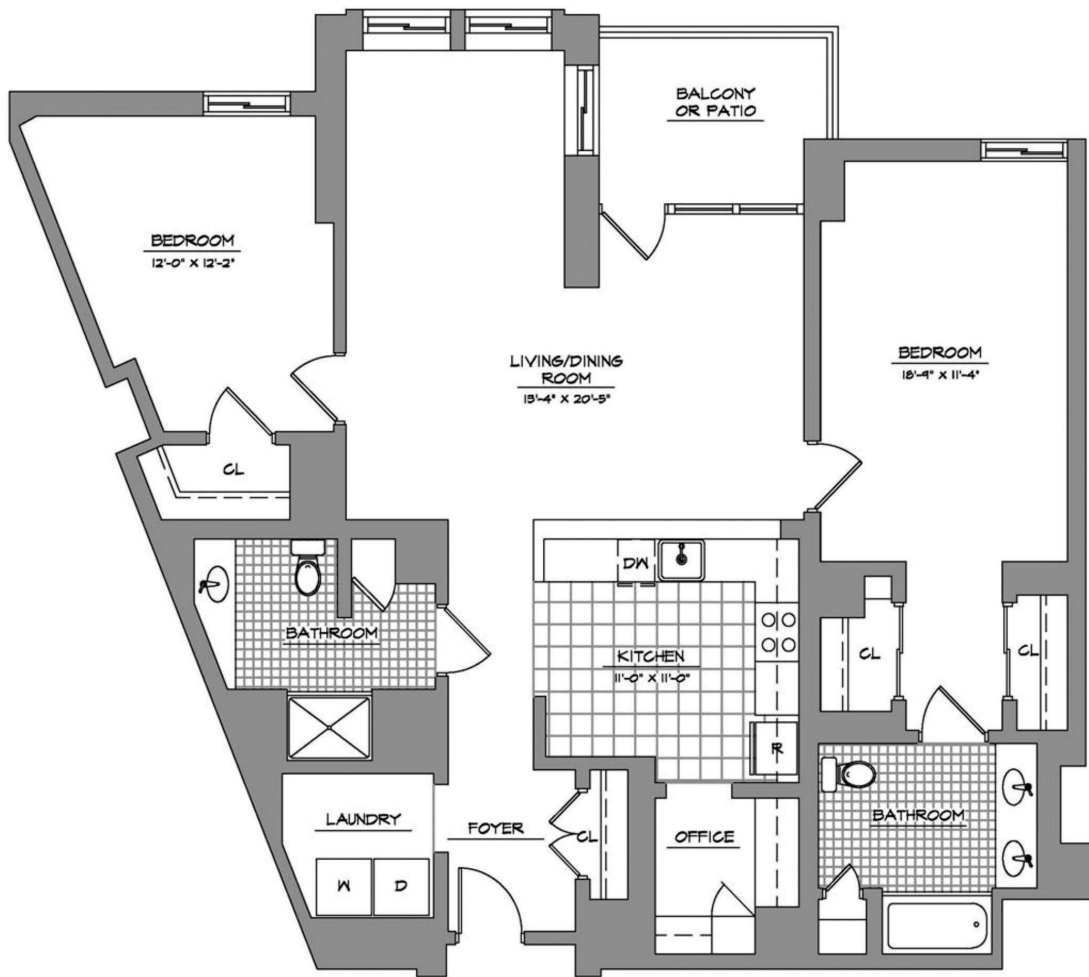 BALCONY
OR PATIO
BEDROOM
12'-0" X 12'-2"
LIVING/DINING
ROOM
13'-4" X 20'-5"
BEDROOM
18'-9" X 11'-4"
CL
DW
BATHROOM
KITCHEN
11'-0" X 11'-0"
CL
CL
R
LAUNDRY
FOYER
CL
OFFICE
BATHROOM
W
D